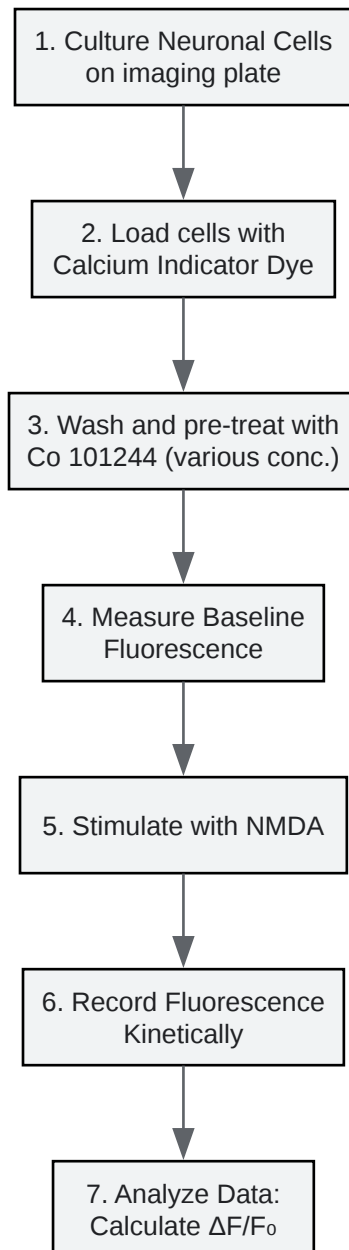 1. Culture Neuronal Cells
on imaging plate
2. Load cells with
Calcium Indicator Dye
3. Wash and pre-treat with
Co 101244 (various conc.)
4. Measure Baseline
Fluorescence
5. Stimulate with NMDA
6. Record Fluorescence
Kinetically
7. Analyze Data:
Calculate ΔF/F₀